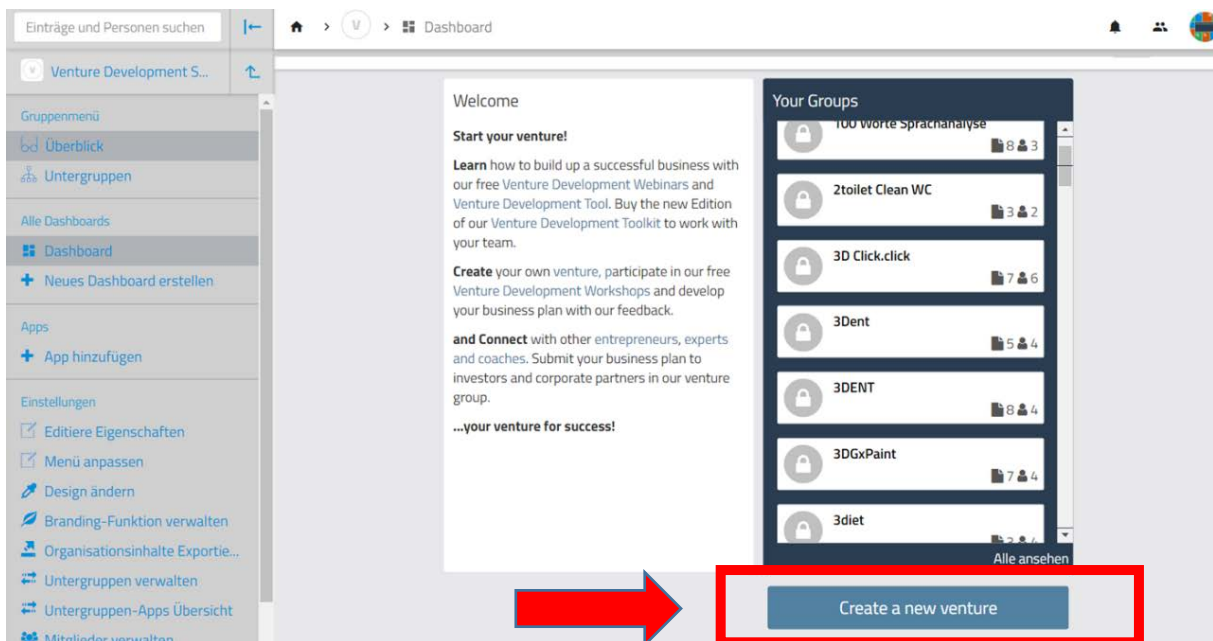 Einträge und Personen suchen
V
Dashboard
V
Venture Development S...
Gruppenmenü
Überblick
Untergruppen
Alle Dashboards
Dashboard
Neues Dashboard erstellen
Apps
App hinzufügen
Einstellungen
Editiere Eigenschaften
Menü anpassen
Design ändern
Branding-Funktion verwalten
Organisationsinhalte Exportie...
Untergruppen verwalten
Untergruppen-Apps Übersicht
Mitglieder verwalten
Welcome
Start your venture!
Learn how to build up a successful business with
our free Venture Development Webinars and
Venture Development Tool. Buy the new Edition
of our Venture Development Toolkit to work with
your team.
Create your own venture, participate in our free
Venture Development Workshops and develop
your business plan with our feedback.
and Connect with other entrepreneurs, experts
and coaches. Submit your business plan to
investors and corporate partners in our venture
group.
...your venture for success!
Your Groups
100 Worte Sprachanalyse
8 3
2toilet Clean WC
3 2
3D Click.click
7 6
3Dent
5 4
3DENT
8 4
3DGxPaint
7 4
3diet
Alle ansehen
Create a new venture